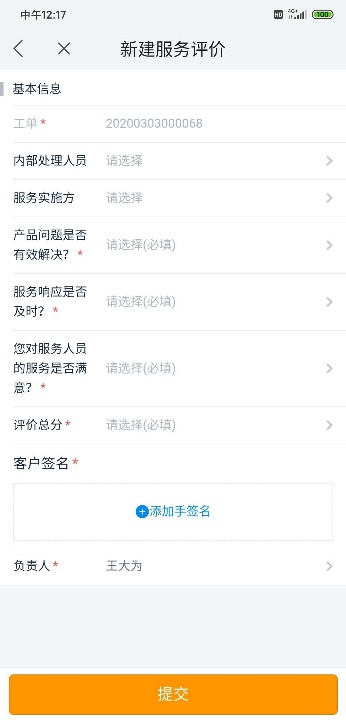 中午12:17
HD 4G 100
新建服务评价
基本信息
工单* 20200303000068
内部处理人员 请选择
服务实施方 请选择
产品问题是否
有效解决？* 请选择(必填)
服务响应是否
及时？* 请选择(必填)
您对服务人员
的服务是否满
意？* 请选择(必填)
评价总分* 请选择(必填)
客户签名*
添加手签名
负责人* 王大为
提交